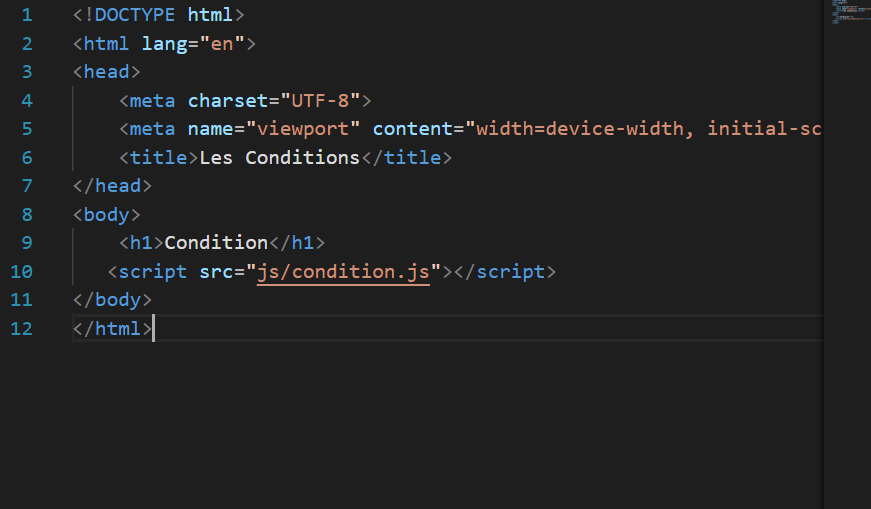 1 <!DOCTYPE html>
2 <html lang="en">
3 <head>
4 <meta charset="UTF-8">
5 <meta name="viewport" content="width=device-width, initial-sc
6 <title>Les Conditions</title>
7 </head>
8 <body>
9 <h1>Condition</h1>
10 <script src="js/condition.js"></script>
11 </body>
12 </html>